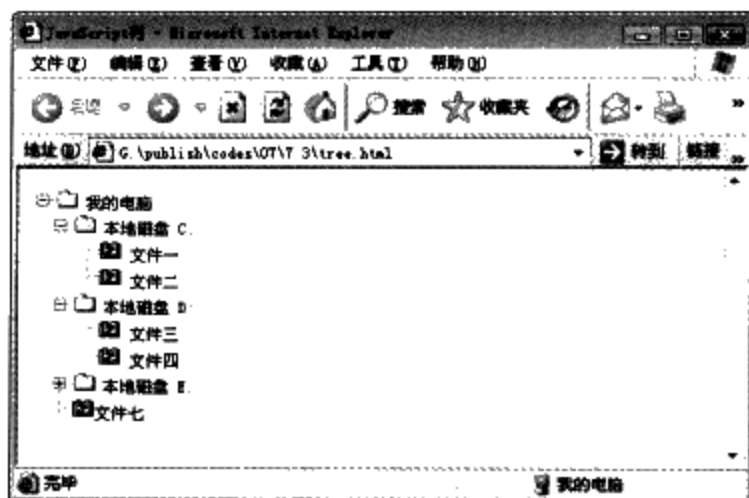 JavaScript树 - Microsoft Internet Explorer
文件(F) 编辑(E) 查看(V) 收藏(A) 工具(T) 帮助(H)
后退 搜索 收藏夹 »
地址(D) G:\publish\codes\07\7 3\tree.html 转到 链接 »
我的电脑
本地磁盘 C:
文件一
文件二
本地磁盘 D:
文件三
文件四
本地磁盘 E:
文件七
完毕 我的电脑